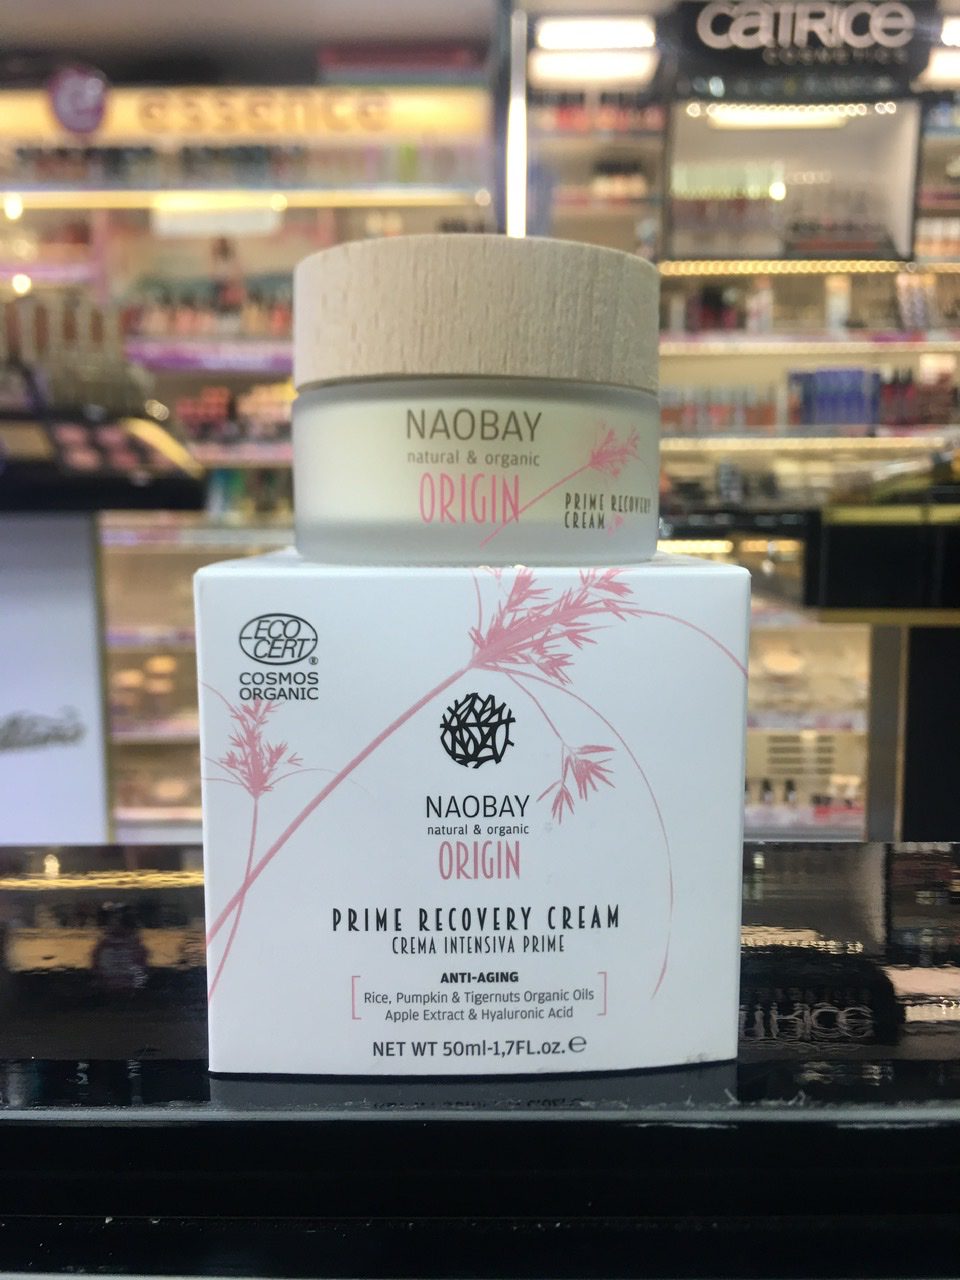 CATRICE
COSMETICS
essence
NAOBAY
natural & organic
ORIGIN
PRIME RECOVERY
CREAM
ECO
CERT
®
COSMOS
ORGANIC
NAOBAY
natural & organic
ORIGIN
PRIME RECOVERY CREAM
CREMA INTENSIVA PRIME
ANTI-AGING
Rice, Pumpkin & Tigernuts Organic Oils
Apple Extract & Hyaluronic Acid
NET WT 50ml-1,7FL.oz. ℮